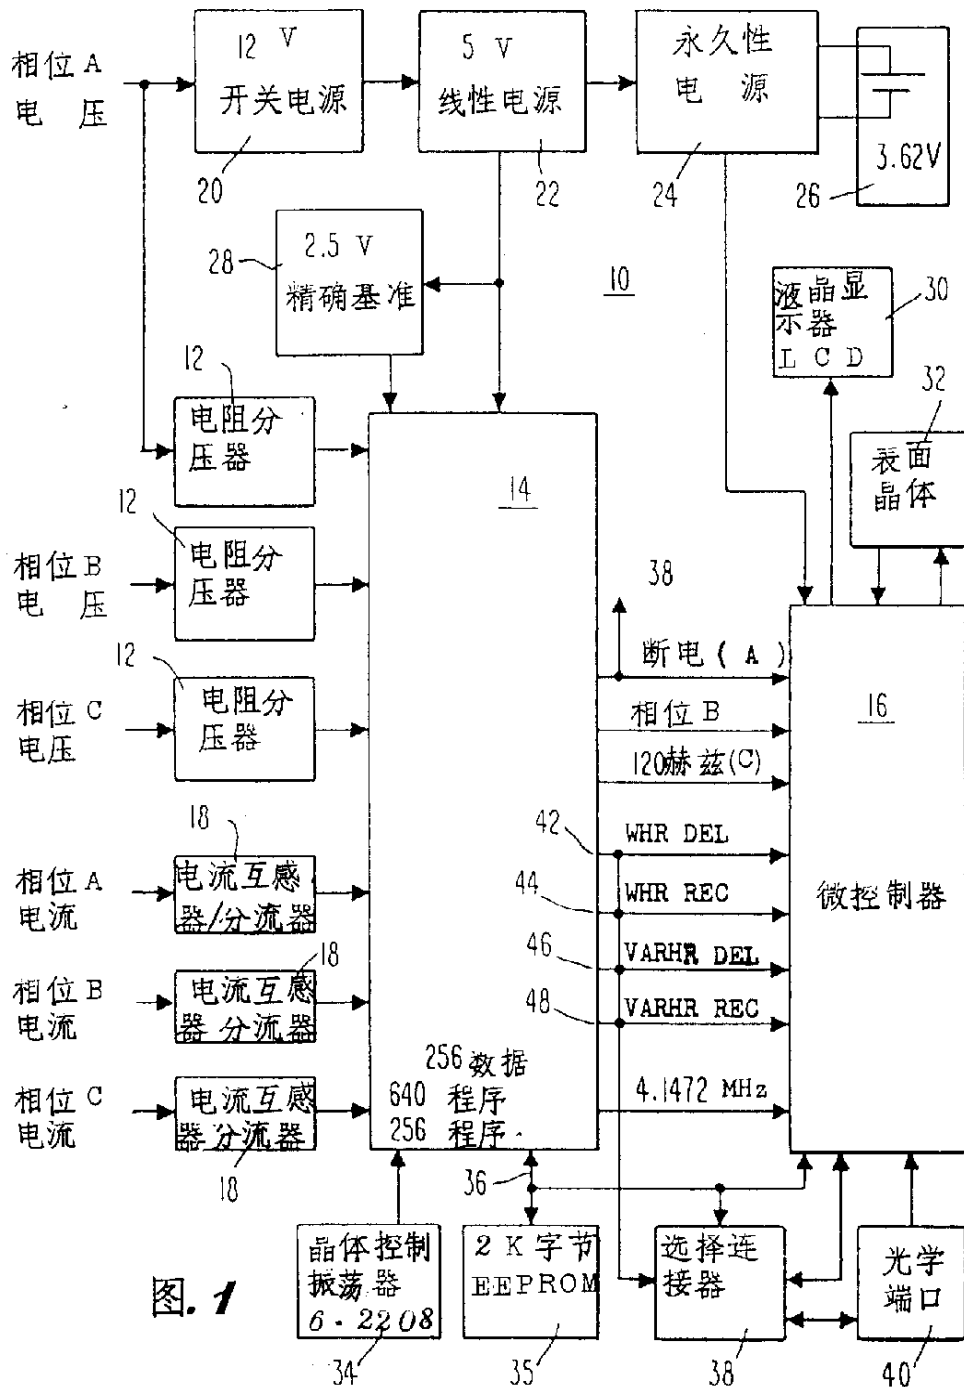 相位A
电压
12 V
开关电源
20
5 V
线性电源
22
永久性
电源
24
3.62V
26
2.5 V
精确基准
28
10
液晶显
示器
LCD
30
表面
晶体
32
12
电阻分
压器
14
相位B
电压
12
电阻分
压器
相位C
电压
12
电阻分
压器
38
断电(A)
相位B
120赫兹(C)
16
微控制器
42
WHR DEL
44
WHR REC
46
VARHR DEL
48
VARHR REC
4.1472 MHz
相位A
电流
18
电流互感
器/分流器
相位B
电流
18
电流互感
器 分流器
相位C
电流
电流互感
器 分流器
18
256 数据
640 程序
256 程序
36
晶体控制
振荡器
6.2208
34
2K字节
EEPROM
35
选择连
接器
38
光学
端口
40
图.1